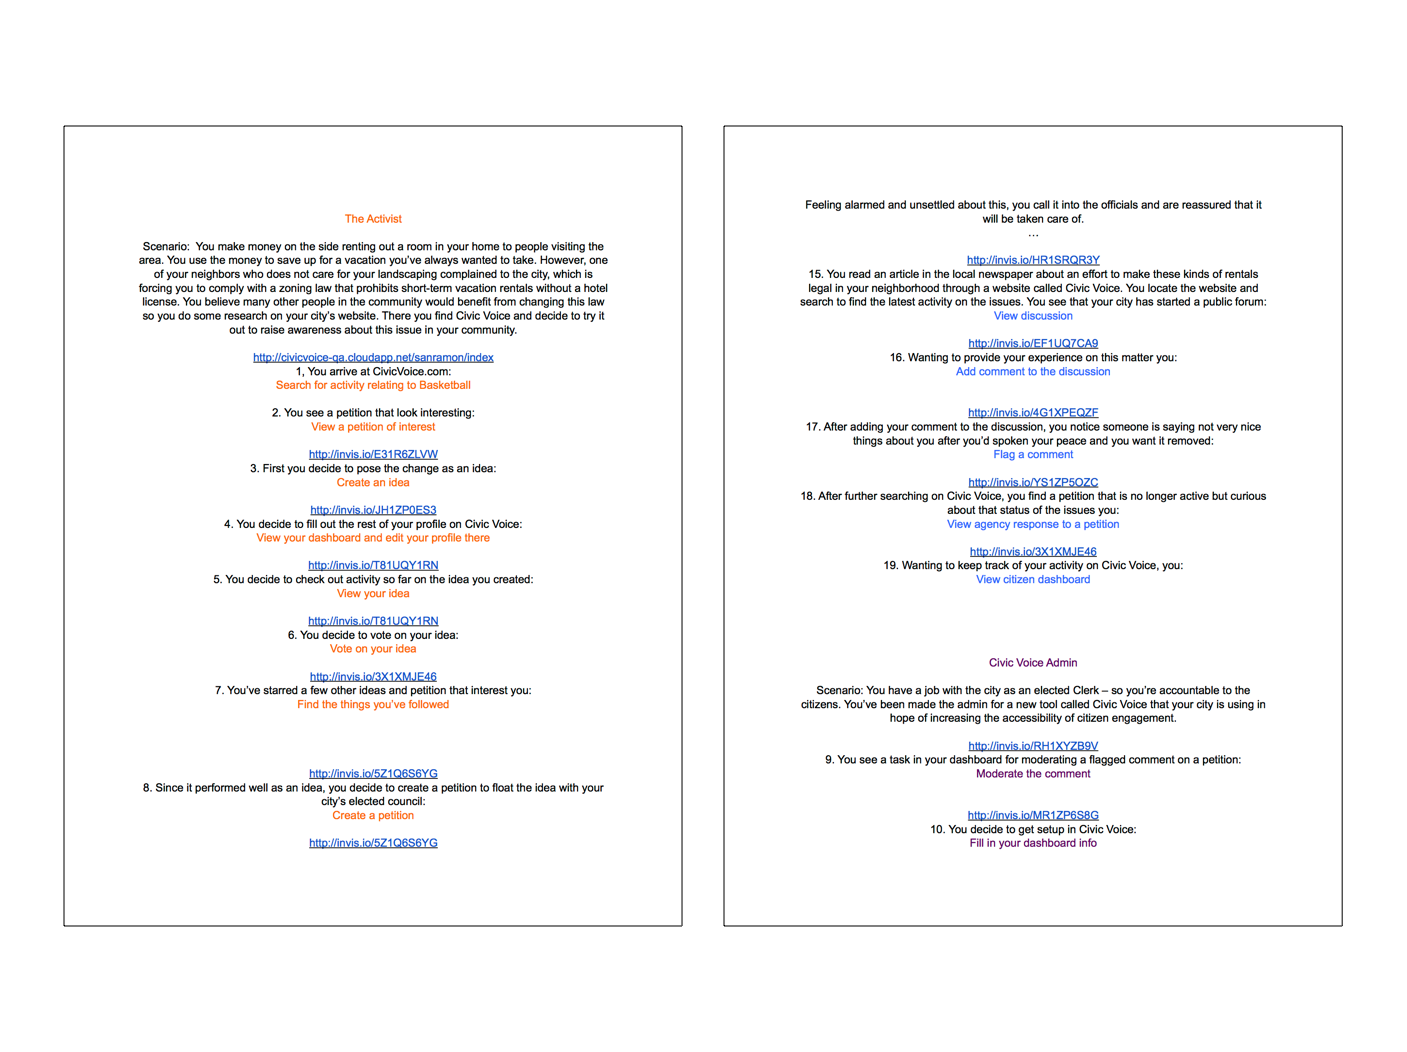 The Activist
Scenario:  You make money on the side renting out a room in your home to people visiting the
area. You use the money to save up for a vacation you've always wanted to take. However, one
of your neighbors who does not care for your landscaping complained to the city, which is
forcing you to comply with a zoning law that prohibits short-term vacation rentals without a hotel
license. You believe many other people in the community would benefit from changing this law
so you do some research on your city's website. There you find Civic Voice and decide to try it
out to raise awareness about this issue in your community.
http://civicvoice-qa.cloudapp.net/sanramon/index
1, You arrive at CivicVoice.com:
Search for activity relating to Basketball
2. You see a petition that look interesting:
View a petition of interest
http://invis.io/E31R6ZLVW
3. First you decide to pose the change as an idea:
Create an idea
http://invis.io/JH1ZP0ES3
4. You decide to fill out the rest of your profile on Civic Voice:
View your dashboard and edit your profile there
http://invis.io/T81UQY1RN
5. You decide to check out activity so far on the idea you created:
View your idea
http://invis.io/T81UQY1RN
6. You decide to vote on your idea:
Vote on your idea
http://invis.io/3X1XMJE46
7. You've starred a few other ideas and petition that interest you:
Find the things you've followed
http://invis.io/5Z1Q6S6YG
8. Since it performed well as an idea, you decide to create a petition to float the idea with your
city's elected council:
Create a petition
http://invis.io/5Z1Q6S6YG
Feeling alarmed and unsettled about this, you call it into the officials and are reassured that it
will be taken care of.
…
http://invis.io/HR1SRQR3Y
15. You read an article in the local newspaper about an effort to make these kinds of rentals
legal in your neighborhood through a website called Civic Voice. You locate the website and
search to find the latest activity on the issues. You see that your city has started a public forum:
View discussion
http://invis.io/EF1UQ7CA9
16. Wanting to provide your experience on this matter you:
Add comment to the discussion
http://invis.io/4G1XPEQZF
17. After adding your comment to the discussion, you notice someone is saying not very nice
things about you after you'd spoken your peace and you want it removed:
Flag a comment
http://invis.io/YS1ZP5OZC
18. After further searching on Civic Voice, you find a petition that is no longer active but curious
about that status of the issues you:
View agency response to a petition
http://invis.io/3X1XMJE46
19. Wanting to keep track of your activity on Civic Voice, you:
View citizen dashboard
Civic Voice Admin
Scenario: You have a job with the city as an elected Clerk – so you're accountable to the
citizens. You've been made the admin for a new tool called Civic Voice that your city is using in
hope of increasing the accessibility of citizen engagement.
http://invis.io/RH1XYZB9V
9. You see a task in your dashboard for moderating a flagged comment on a petition:
Moderate the comment
http://invis.io/MR1ZP6S8G
10. You decide to get setup in Civic Voice:
Fill in your dashboard info